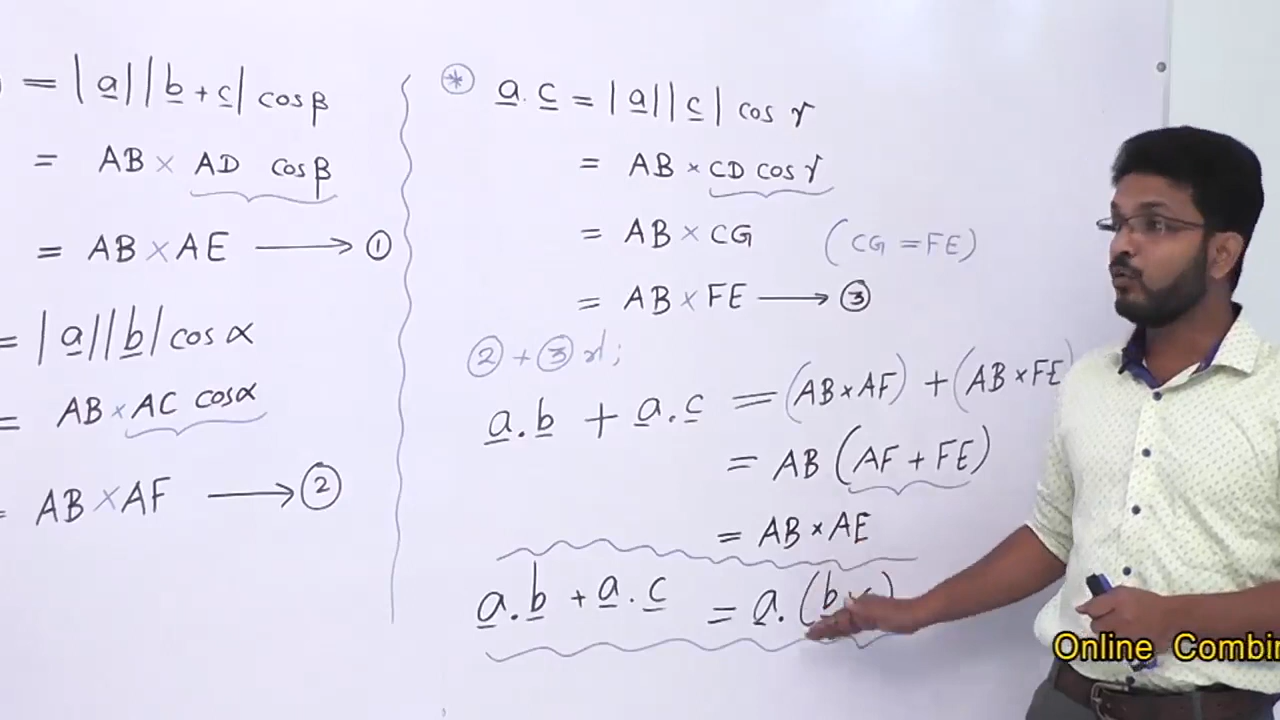 = |a| |b + c| cos β
= AB × AD cos β
= AB × AE ⟶ ①
= |a| |b| cos α
= AB × AC cos α
= AB × AF ⟶ ②
* a . c = |a| |c| cos γ
= AB × CD cos γ
= AB × CG (CG = FE)
= AB × FE ⟶ ③
② + ③
a . b + a . c = (AB × AF) + (AB × FE)
= AB (AF + FE)
= AB × AE
a . b + a . c = a . (b
Online Combin